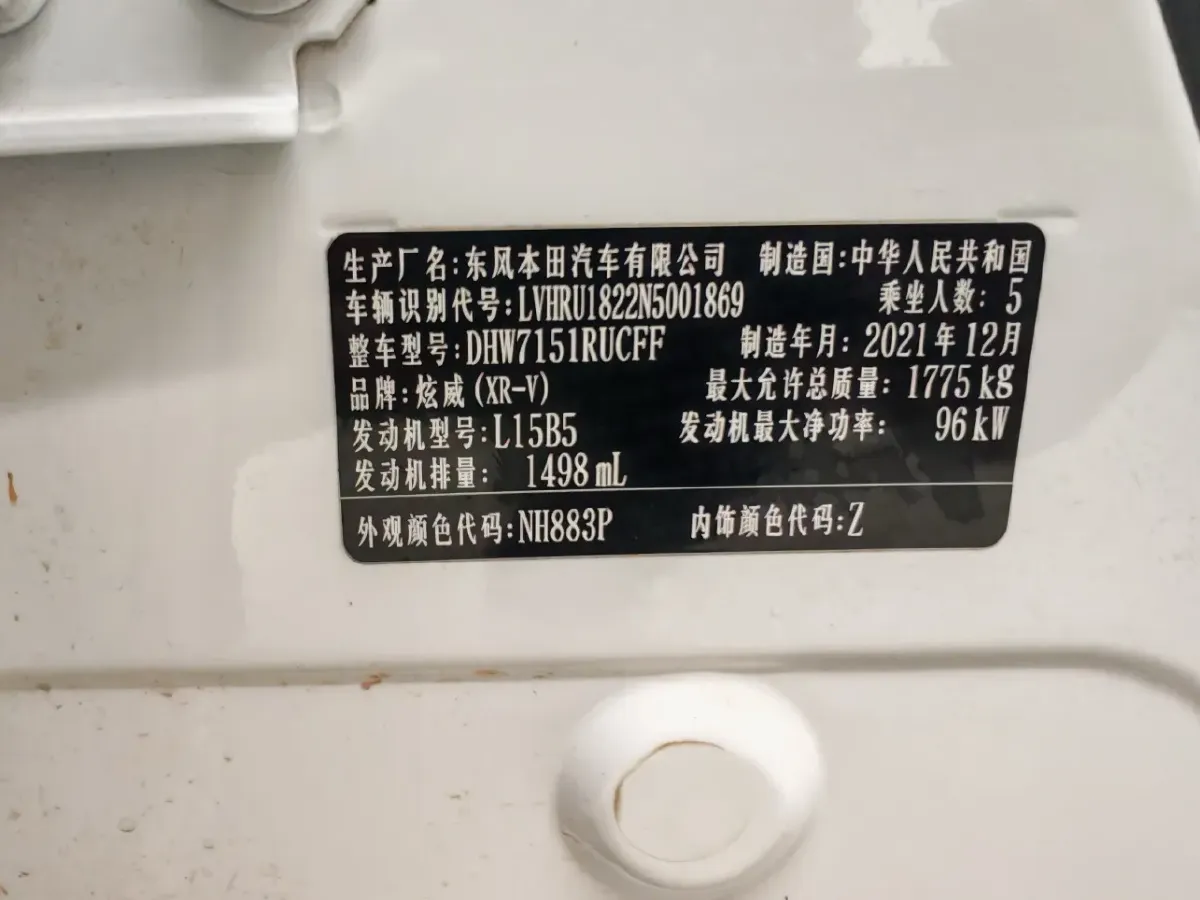 生产厂名:东风本田汽车有限公司 制造国:中华人民共和国
车辆识别代号:LVHRU1822N5001869 乘坐人数: 5
整车型号:DHW7151RUCFF 制造年月: 2021年12月
品牌:炫威(XR-V) 最大允许总质量: 1775kg
发动机型号:L15B5 发动机最大净功率: 96kW
发动机排量: 1498mL
外观颜色代码:NH883P 内饰颜色代码:Z